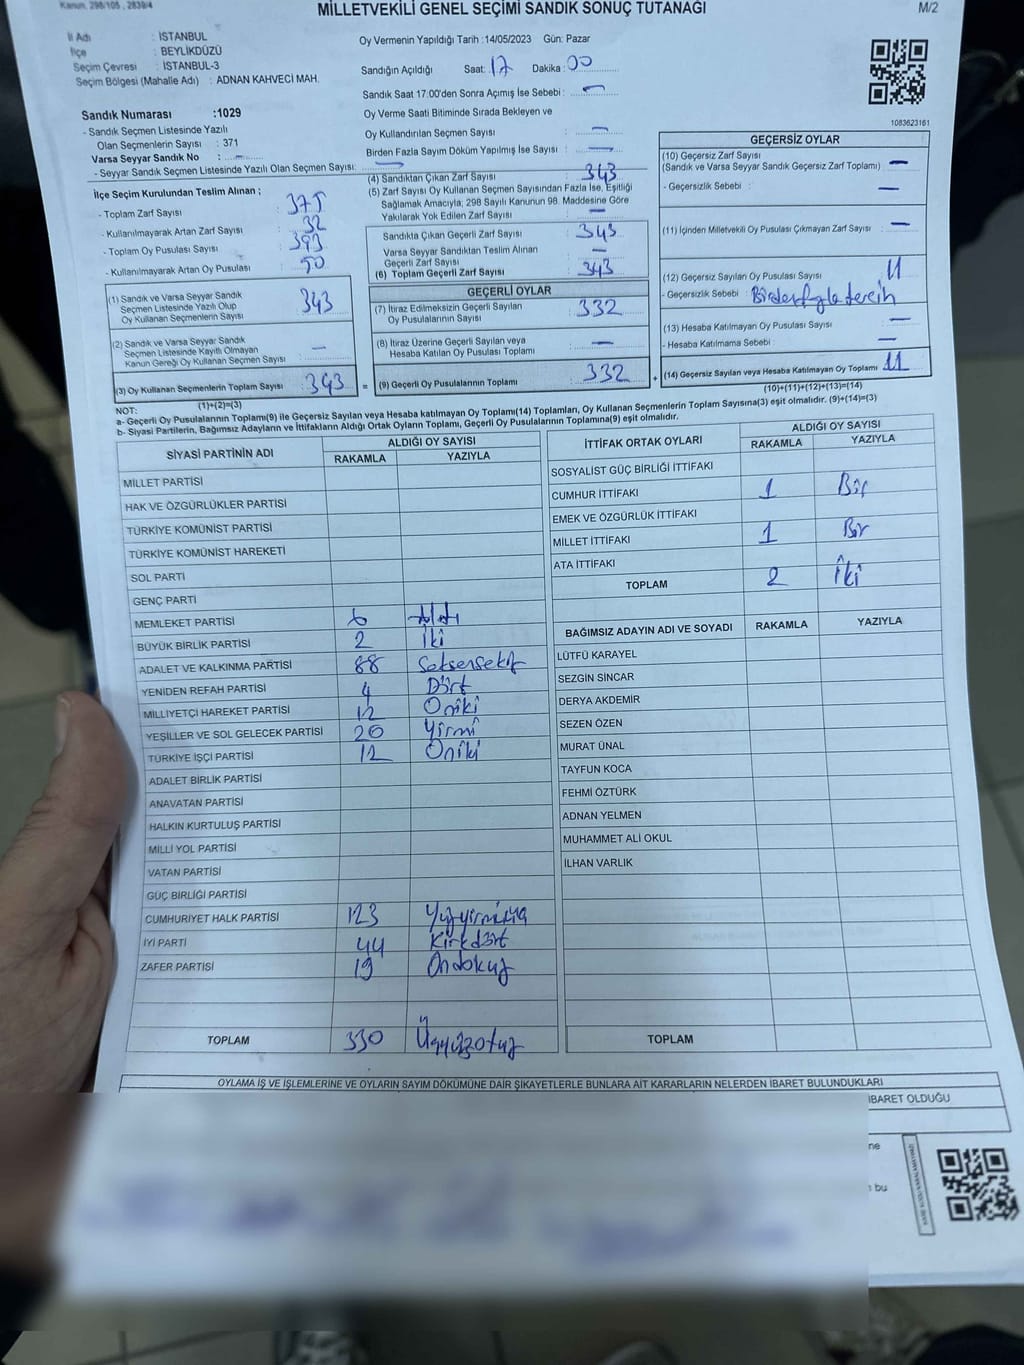 Kanun, 298/105 , 2839/4
MİLLETVEKİLİ GENEL SEÇİMİ SANDIK SONUÇ TUTANAĞI
M/2
İl Adı : İSTANBUL
İlçe : BEYLİKDÜZÜ
Seçim Çevresi : İSTANBUL-3
Seçim Bölgesi (Mahalle Adı) : ADNAN KAHVECİ MAH.
Oy Vermenin Yapıldığı Tarih :14/05/2023 Gün: Pazar
Sandığın Açıldığı Saat: 17 Dakika : 00
Sandık Saat 17:00'den Sonra Açımış İse Sebebi : —
Sandık Numarası :1029
- Sandık Seçmen Listesinde Yazılı
Olan Seçmenlerin Sayısı : 371
Varsa Seyyar Sandık No : —
- Seyyar Sandık Seçmen Listesinde Yazılı Olan Seçmen Sayısı: —
Oy Verme Saati Bitiminde Sırada Bekleyen ve
Oy Kullandırılan Seçmen Sayısı : —
Birden Fazla Sayım Döküm Yapılmış İse Sayısı : —
1083623161
İlçe Seçim Kurulundan Teslim Alınan ;
- Toplam Zarf Sayısı : 375
- Kullanılmayarak Artan Zarf Sayısı : 32
- Toplam Oy Pusulası Sayısı : 393
- Kullanılmayarak Artan Oy Pusulası : 50
(1) Sandık ve Varsa Seyyar Sandık
Seçmen Listesinde Yazılı Olup
Oy Kullanan Seçmenlerin Sayısı : 343
(2) Sandık ve Varsa Seyyar Sandık
Seçmen Listesinde Kayıtlı Olmayan
Kanun Gereği Oy Kullanan Seçmen Sayısı : —
(3) Oy Kullanan Seçmenlerin Toplam Sayısı : 343 =
(1)+(2)=(3)
(4) Sandıktan Çıkan Zarf Sayısı : 343
(5) Zarf Sayısı Oy Kullanan Seçmen Sayısından Fazla İse, Eşitliği
Sağlamak Amacıyla; 298 Sayılı Kanunun 98. Maddesine Göre
Yakılarak Yok Edilen Zarf Sayısı : —
Sandıkta Çıkan Geçerli Zarf Sayısı : 343
Varsa Seyyar Sandıktan Teslim Alınan
Geçerli Zarf Sayısı : —
(6) Toplam Geçerli Zarf Sayısı : 343
GEÇERLİ OYLAR
(7) İtiraz Edilmeksizin Geçerli Sayılan
Oy Pusulalarının Sayısı : 332
(8) İtiraz Üzerine Geçerli Sayılan veya
Hesaba Katılan Oy Pusulası Toplamı : —
(9) Geçerli Oy Pusulalarının Toplamı : 332 +
GEÇERSİZ OYLAR
(10) Geçersiz Zarf Sayısı
(Sandık ve Varsa Seyyar Sandık Geçersiz Zarf Toplamı) : —
- Geçersizlik Sebebi : —
(11) İçinden Milletvekili Oy Pusulası Çıkmayan Zarf Sayısı : —
(12) Geçersiz Sayılan Oy Pusulası Sayısı : 11
- Geçersizlik Sebebi : Birden fazla tercih
(13) Hesaba Katılmayan Oy Pusulası Sayısı : —
- Hesaba Katılmama Sebebi : —
(14) Geçersiz Sayılan veya Hesaba Katılmayan Oy Pusulası Toplamı : 11
(10)+(11)+(12)+(13)=(14)
NOT:
a- Geçerli Oy Pusulalarının Toplamı(9) ile Geçersiz Sayılan veya Hesaba katılmayan Oy Toplamı(14) Toplamları, Oy Kullanan Seçmenlerin Toplam Sayısına(3) eşit olmalıdır. (9)+(14)=(3)
b- Siyasi Partilerin, Bağımsız Adayların ve İttifakların Aldığı Ortak Oyların Toplamı, Geçerli Oy Pusulalarının Toplamına(9) eşit olmalıdır.
SİYASİ PARTİNİN ADI ALDIĞI OY SAYISI
RAKAMLA YAZIYLA
MİLLET PARTİSİ
HAK VE ÖZGÜRLÜKLER PARTİSİ
TÜRKİYE KOMÜNİST PARTİSİ
TÜRKİYE KOMÜNİST HAREKETİ
SOL PARTİ
GENÇ PARTİ
MEMLEKET PARTİSİ 6 Altı
BÜYÜK BİRLİK PARTİSİ 2 İki
ADALET VE KALKINMA PARTİSİ 88 Seksensekiz
YENİDEN REFAH PARTİSİ 4 Dört
MİLLİYETÇİ HAREKET PARTİSİ 12 Oniki
YEŞİLLER VE SOL GELECEK PARTİSİ 20 Yirmi
TÜRKİYE İŞÇİ PARTİSİ 12 Oniki
ADALET BİRLİK PARTİSİ
ANAVATAN PARTİSİ
HALKIN KURTULUŞ PARTİSİ
MİLLİ YOL PARTİSİ
VATAN PARTİSİ
GÜÇ BİRLİĞİ PARTİSİ
CUMHURİYET HALK PARTİSİ 123 Yüzyirmiüç
İYİ PARTİ 44 Kırkdört
ZAFER PARTİSİ 19 Ondokuz
TOPLAM 330 Üçyüzotuz
İTTİFAK ORTAK OYLARI ALDIĞI OY SAYISI
RAKAMLA YAZIYLA
SOSYALİST GÜÇ BİRLİĞİ İTTİFAKI
CUMHUR İTTİFAKI 1 Bir
EMEK VE ÖZGÜRLÜK İTTİFAKI
MİLLET İTTİFAKI 1 Bir
ATA İTTİFAKI
TOPLAM 2 İki
BAĞIMSIZ ADAYIN ADI VE SOYADI RAKAMLA YAZIYLA
LÜTFÜ KARAYEL
SEZGİN SİNCAR
DERYA AKDEMİR
SEZEN ÖZEN
MURAT ÜNAL
TAYFUN KOCA
FEHMİ ÖZTÜRK
ADNAN YELMEN
MUHAMMET ALİ OKUL
İLHAN VARLIK
TOPLAM
OYLAMA İŞ VE İŞLEMLERİNE VE OYLARIN SAYIM DÖKÜMÜNE DAİR ŞİKAYETLERLE BUNLARA AİT KARARLARIN NELERDEN İBARET BULUNDUKLARI
İBARET OLDUĞU
ne
bu